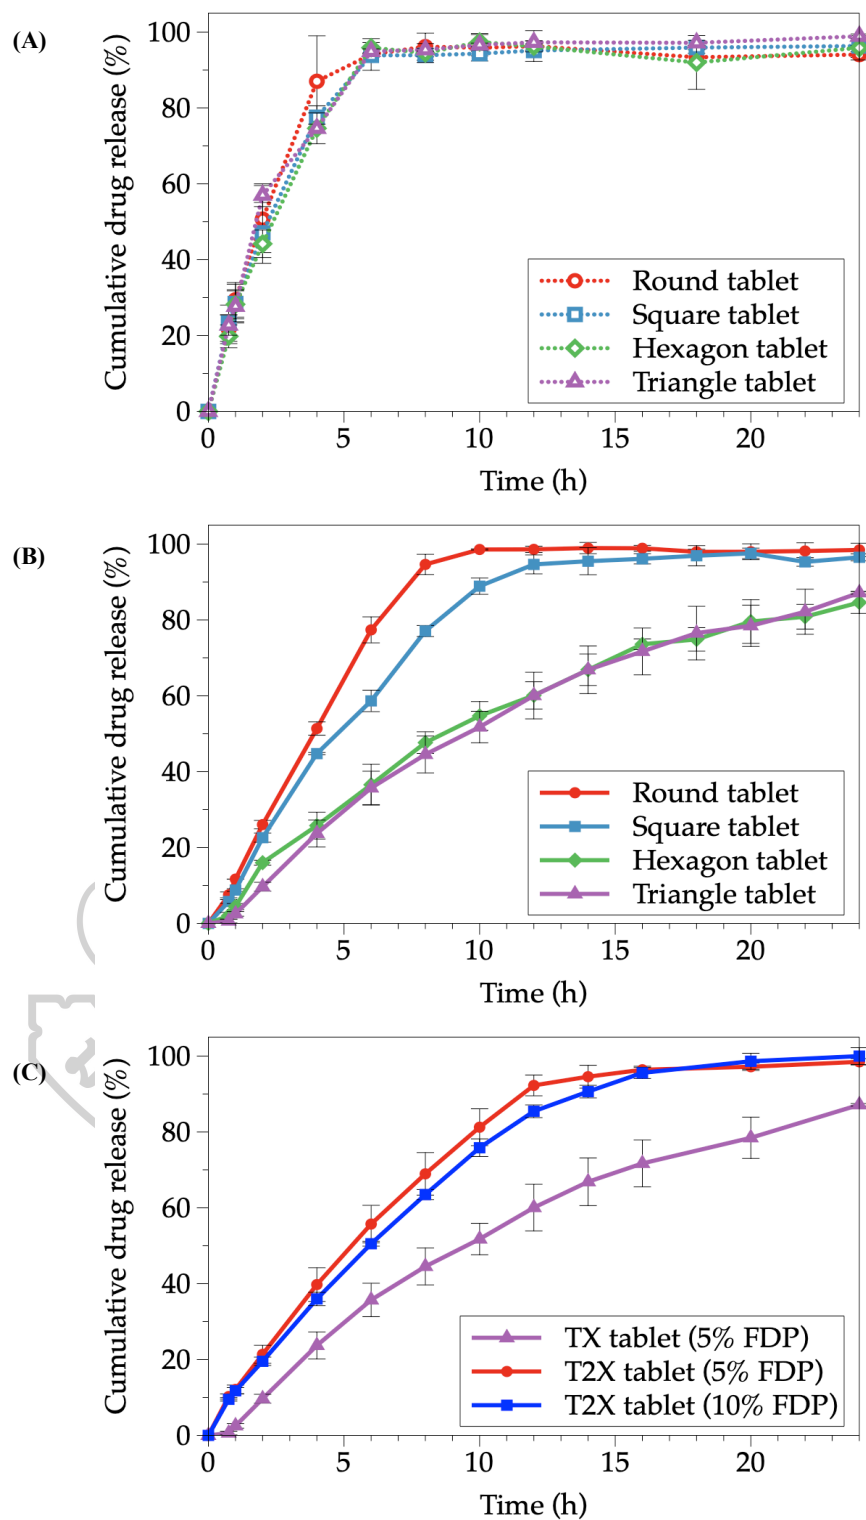 (A)
Cumulative drug release (%)
100
80
60
40
20
0
Round tablet
Square tablet
Hexagon tablet
Triangle tablet
0 5 10 15 20
Time (h)
(B)
Cumulative drug release (%)
100
80
60
40
20
0
Round tablet
Square tablet
Hexagon tablet
Triangle tablet
0 5 10 15 20
Time (h)
(C)
Cumulative drug release (%)
100
80
60
40
20
0
TX tablet (5% FDP)
T2X tablet (5% FDP)
T2X tablet (10% FDP)
0 5 10 15 20
Time (h)